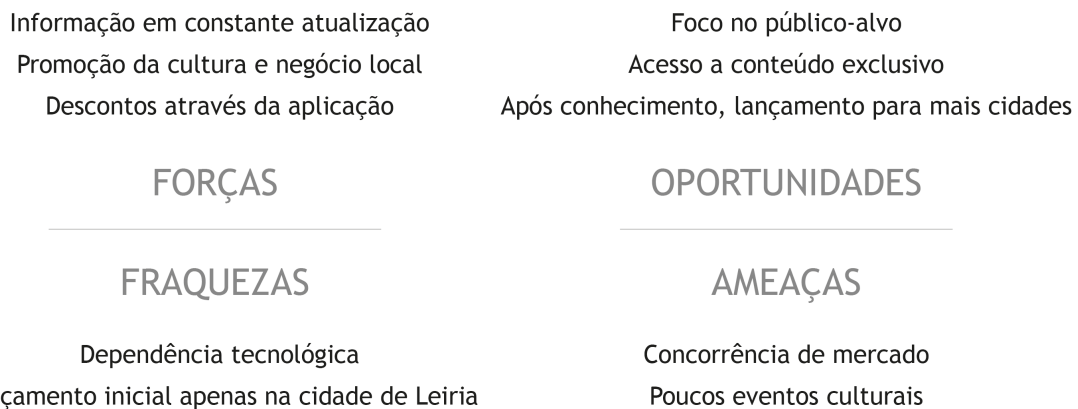 Informação em constante atualização
Promoção da cultura e negócio local
Descontos através da aplicação
FORÇAS
Foco no público-alvo
Acesso a conteúdo exclusivo
Após conhecimento, lançamento para mais cidades
OPORTUNIDADES
FRAQUEZAS
Dependência tecnológica
inicial apenas na cidade de Leiria
AMEAÇAS
Concorrência de mercado
Poucos eventos culturais